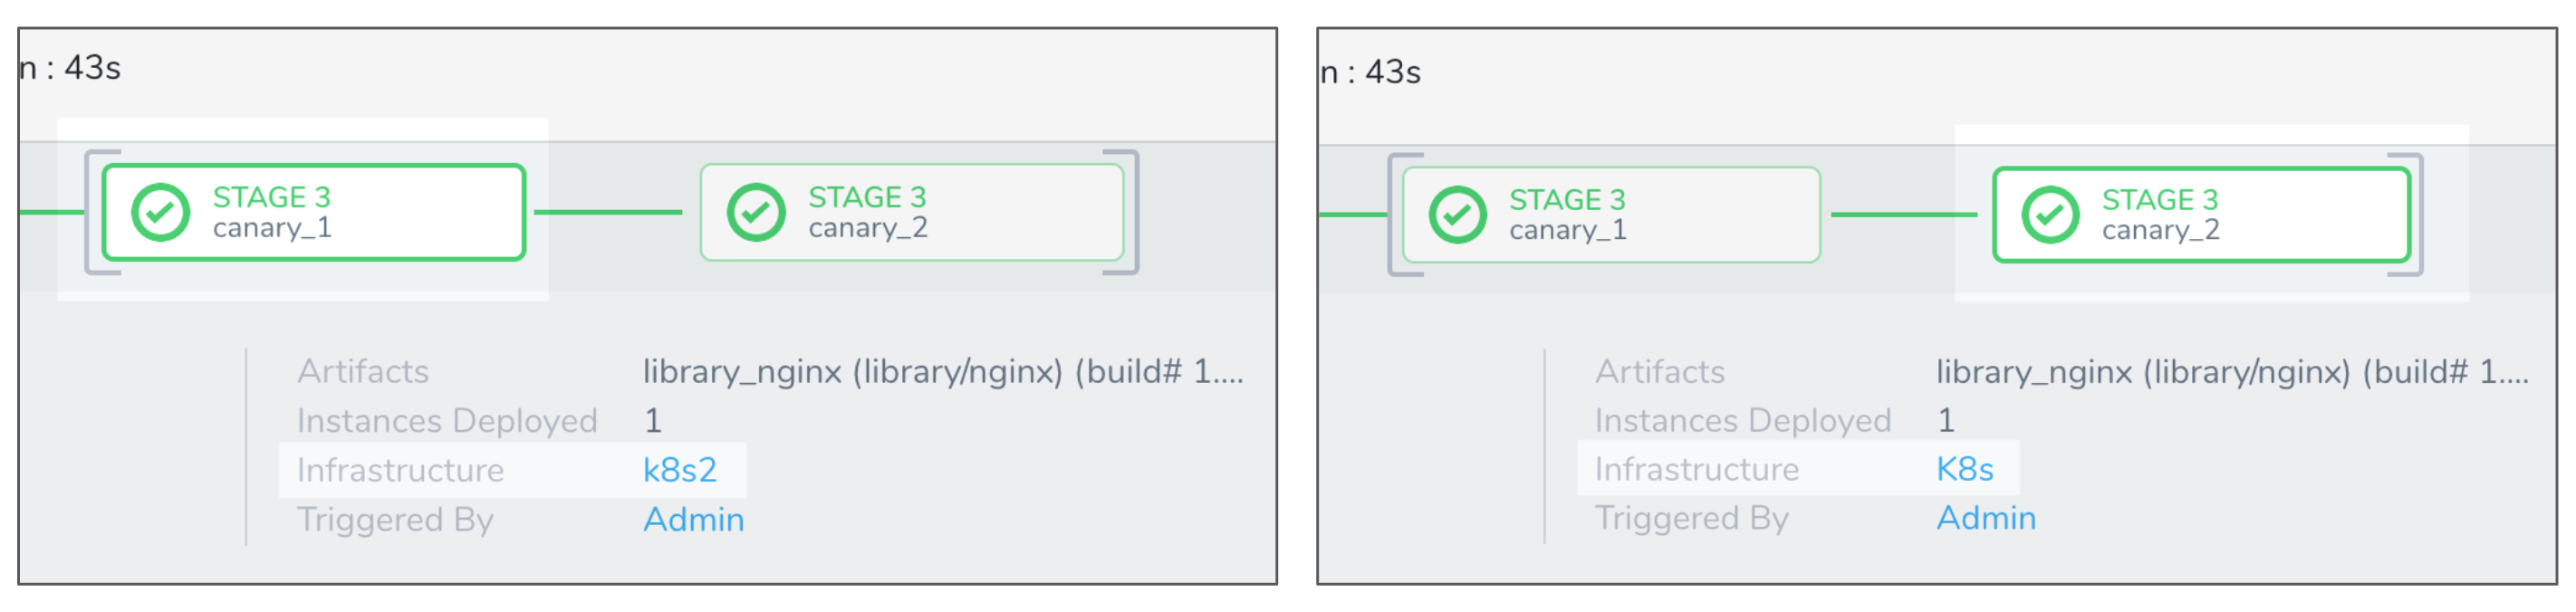 n : 43s
STAGE 3
canary_1
STAGE 3
canary_2
Artifacts library_nginx (library/nginx) (build# 1....
Instances Deployed 1
Infrastructure k8s2
Triggered By Admin
n : 43s
STAGE 3
canary_1
STAGE 3
canary_2
Artifacts library_nginx (library/nginx) (build# 1....
Instances Deployed 1
Infrastructure K8s
Triggered By Admin